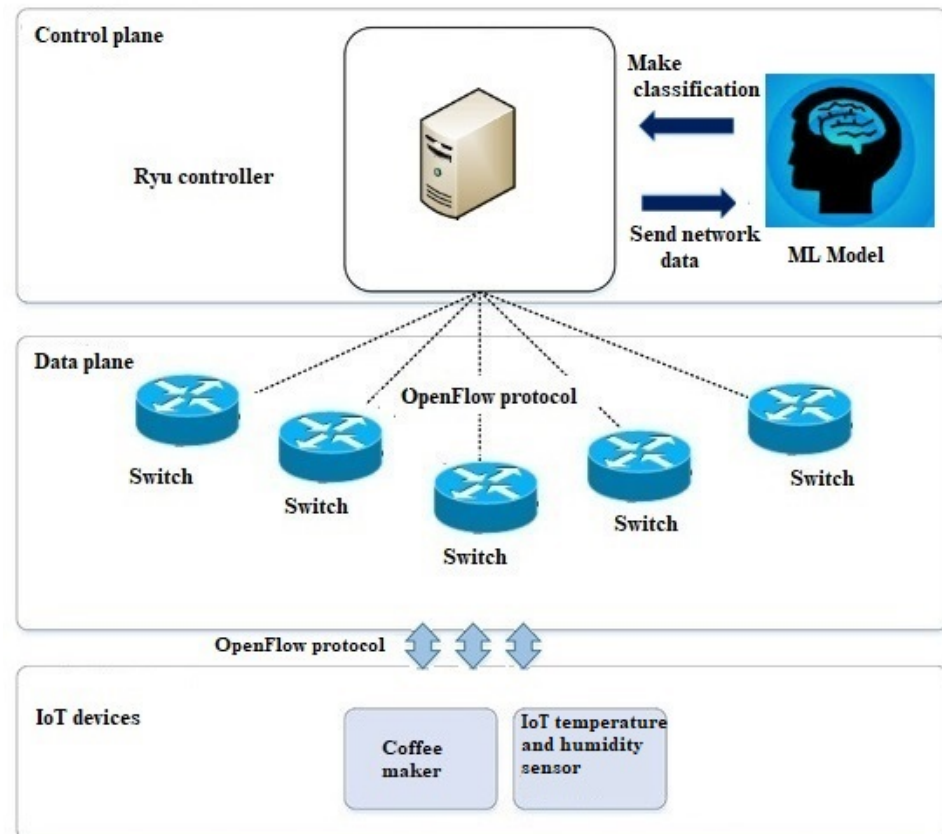 Control plane
Make
classification
Ryu controller
Send network
data
ML Model
Data plane
OpenFlow protocol
Switch
Switch
Switch
Switch
Switch
OpenFlow protocol
IoT devices
Coffee
maker
IoT temperature
and humidity
sensor